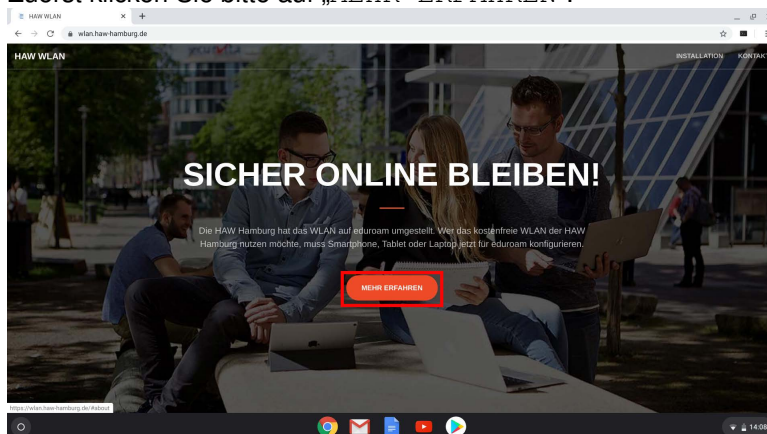 Zuerst klicken Sie bitte auf „MEHR ERFAHREN“.
HAW WLAN
wlan.haw-hamburg.de
HAW WLAN
INSTALLATION
KONTAKT
SICHER ONLINE BLEIBEN!
Die HAW Hamburg hat das WLAN auf eduroam umgestellt. Wer das kostenfreie WLAN der HAW
Hamburg nutzen möchte, muss Smartphone, Tablet oder Laptop jetzt für eduroam konfigurieren.
MEHR ERFAHREN
https://wlan.haw-hamburg.de/#about
14:08